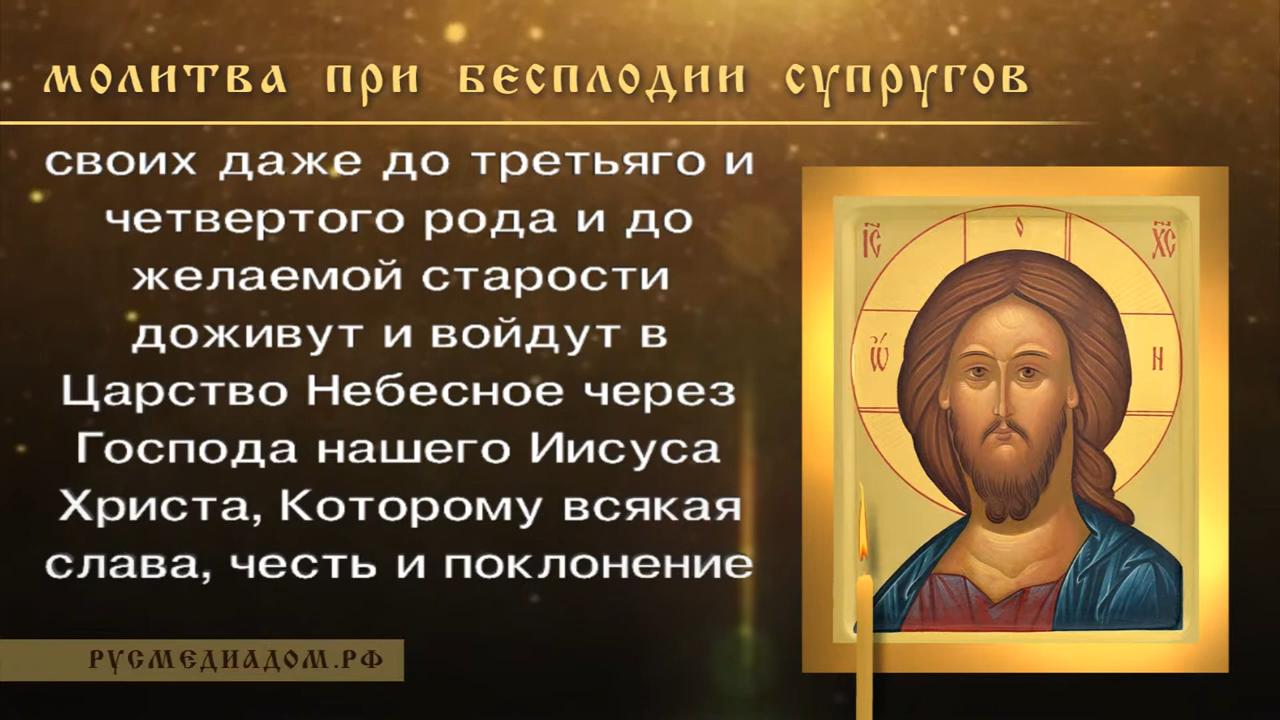 МОЛИТВА ПРИ БЕСПЛОДИИ СУПРУГОВ
своих даже до третьяго и
четвертого рода и до
желаемой старости
доживут и войдут в
Царство Небесное через
Господа нашего Иисуса
Христа, Которому всякая
слава, честь и поклонение
І҃С Х҃С
О
Ѡ Н
РУСМЕДИАДОМ.РФ